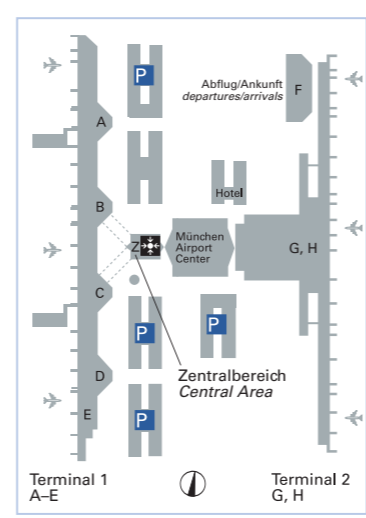 P
Abflug/Ankunft
departures/arrivals
F
A
Hotel
B
Z
München
Airport
Center
G, H
C
P
P
D
Zentralbereich
Central Area
E
P
Terminal 1
A–E
Terminal 2
G, H